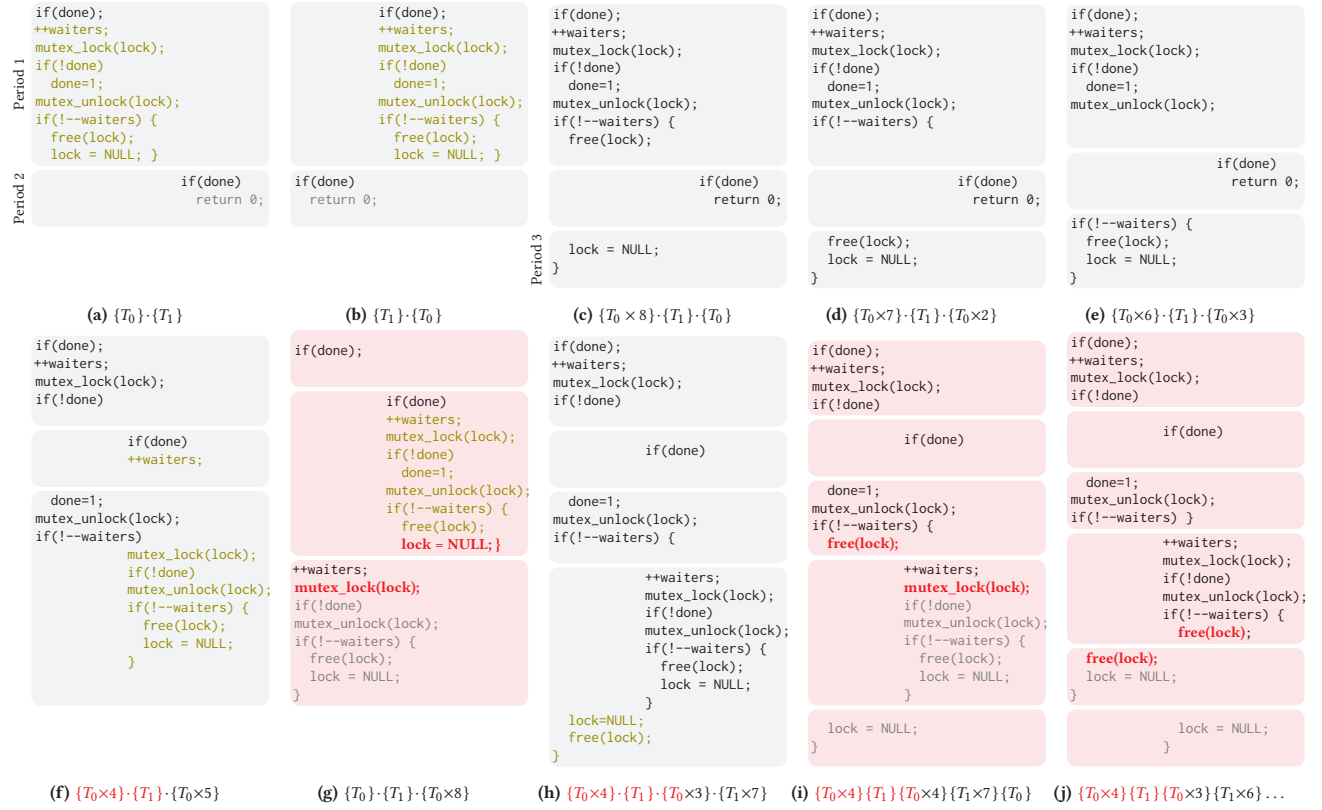 Period 1
if(done);
++waiters;
mutex_lock(lock);
if(!done)
done=1;
mutex_unlock(lock);
if(!--waiters) {
free(lock);
lock = NULL; }
Period 2
if(done)
return 0;
(a) {T0}·{T1}
if(done);
++waiters;
mutex_lock(lock);
if(!done)
done=1;
mutex_unlock(lock);
if(!--waiters) {
free(lock);
lock = NULL; }
if(done)
return 0;
(b) {T1}·{T0}
if(done);
++waiters;
mutex_lock(lock);
if(!done)
done=1;
mutex_unlock(lock);
if(!--waiters) {
free(lock);
if(done)
return 0;
Period 3
lock = NULL;
}
(c) {T0 × 8}·{T1}·{T0}
if(done);
++waiters;
mutex_lock(lock);
if(!done)
done=1;
mutex_unlock(lock);
if(!--waiters) {
if(done)
return 0;
free(lock);
lock = NULL;
}
(d) {T0×7}·{T1}·{T0×2}
if(done);
++waiters;
mutex_lock(lock);
if(!done)
done=1;
mutex_unlock(lock);
if(done)
return 0;
if(!--waiters) {
free(lock);
lock = NULL;
}
(e) {T0×6}·{T1}·{T0×3}
if(done);
++waiters;
mutex_lock(lock);
if(!done)
if(done)
++waiters;
done=1;
mutex_unlock(lock);
if(!--waiters)
mutex_lock(lock);
if(!done)
mutex_unlock(lock);
if(!--waiters) {
free(lock);
lock = NULL;
}
(f) {T0×4}·{T1}·{T0×5}
if(done);
if(done)
++waiters;
mutex_lock(lock);
if(!done)
done=1;
mutex_unlock(lock);
if(!--waiters) {
free(lock);
lock = NULL; }
++waiters;
mutex_lock(lock);
if(!done)
mutex_unlock(lock);
if(!--waiters) {
free(lock);
lock = NULL;
}
(g) {T0}·{T1}·{T0×8}
if(done);
++waiters;
mutex_lock(lock);
if(!done)
if(done)
done=1;
mutex_unlock(lock);
if(!--waiters) {
++waiters;
mutex_lock(lock);
if(!done)
mutex_unlock(lock);
if(!--waiters) {
free(lock);
lock = NULL;
}
lock=NULL;
free(lock);
}
(h) {T0×4}·{T1}·{T0×3}·{T1×7}
if(done);
++waiters;
mutex_lock(lock);
if(!done)
if(done)
done=1;
mutex_unlock(lock);
if(!--waiters) {
free(lock);
++waiters;
mutex_lock(lock);
if(!done)
mutex_unlock(lock);
if(!--waiters) {
free(lock);
lock = NULL;
}
lock = NULL;
}
(i) {T0×4}{T1}{T0×4}{T1×7}{T0}
if(done);
++waiters;
mutex_lock(lock);
if(!done)
if(done)
done=1;
mutex_unlock(lock);
if(!--waiters) }
++waiters;
mutex_lock(lock);
if(!done)
mutex_unlock(lock);
if(!--waiters) {
free(lock);
free(lock);
lock = NULL;
}
lock = NULL;
}
(j) {T0×4}{T1}{T0×3}{T1×6}...